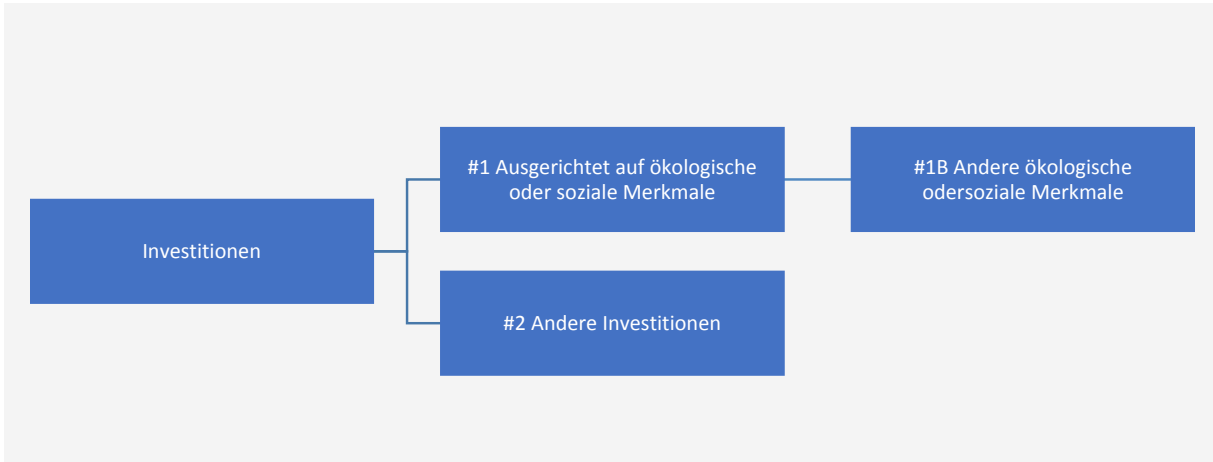 #1 Ausgerichtet auf ökologische
oder soziale Merkmale
#1B Andere ökologische
odersoziale Merkmale
Investitionen
#2 Andere Investitionen